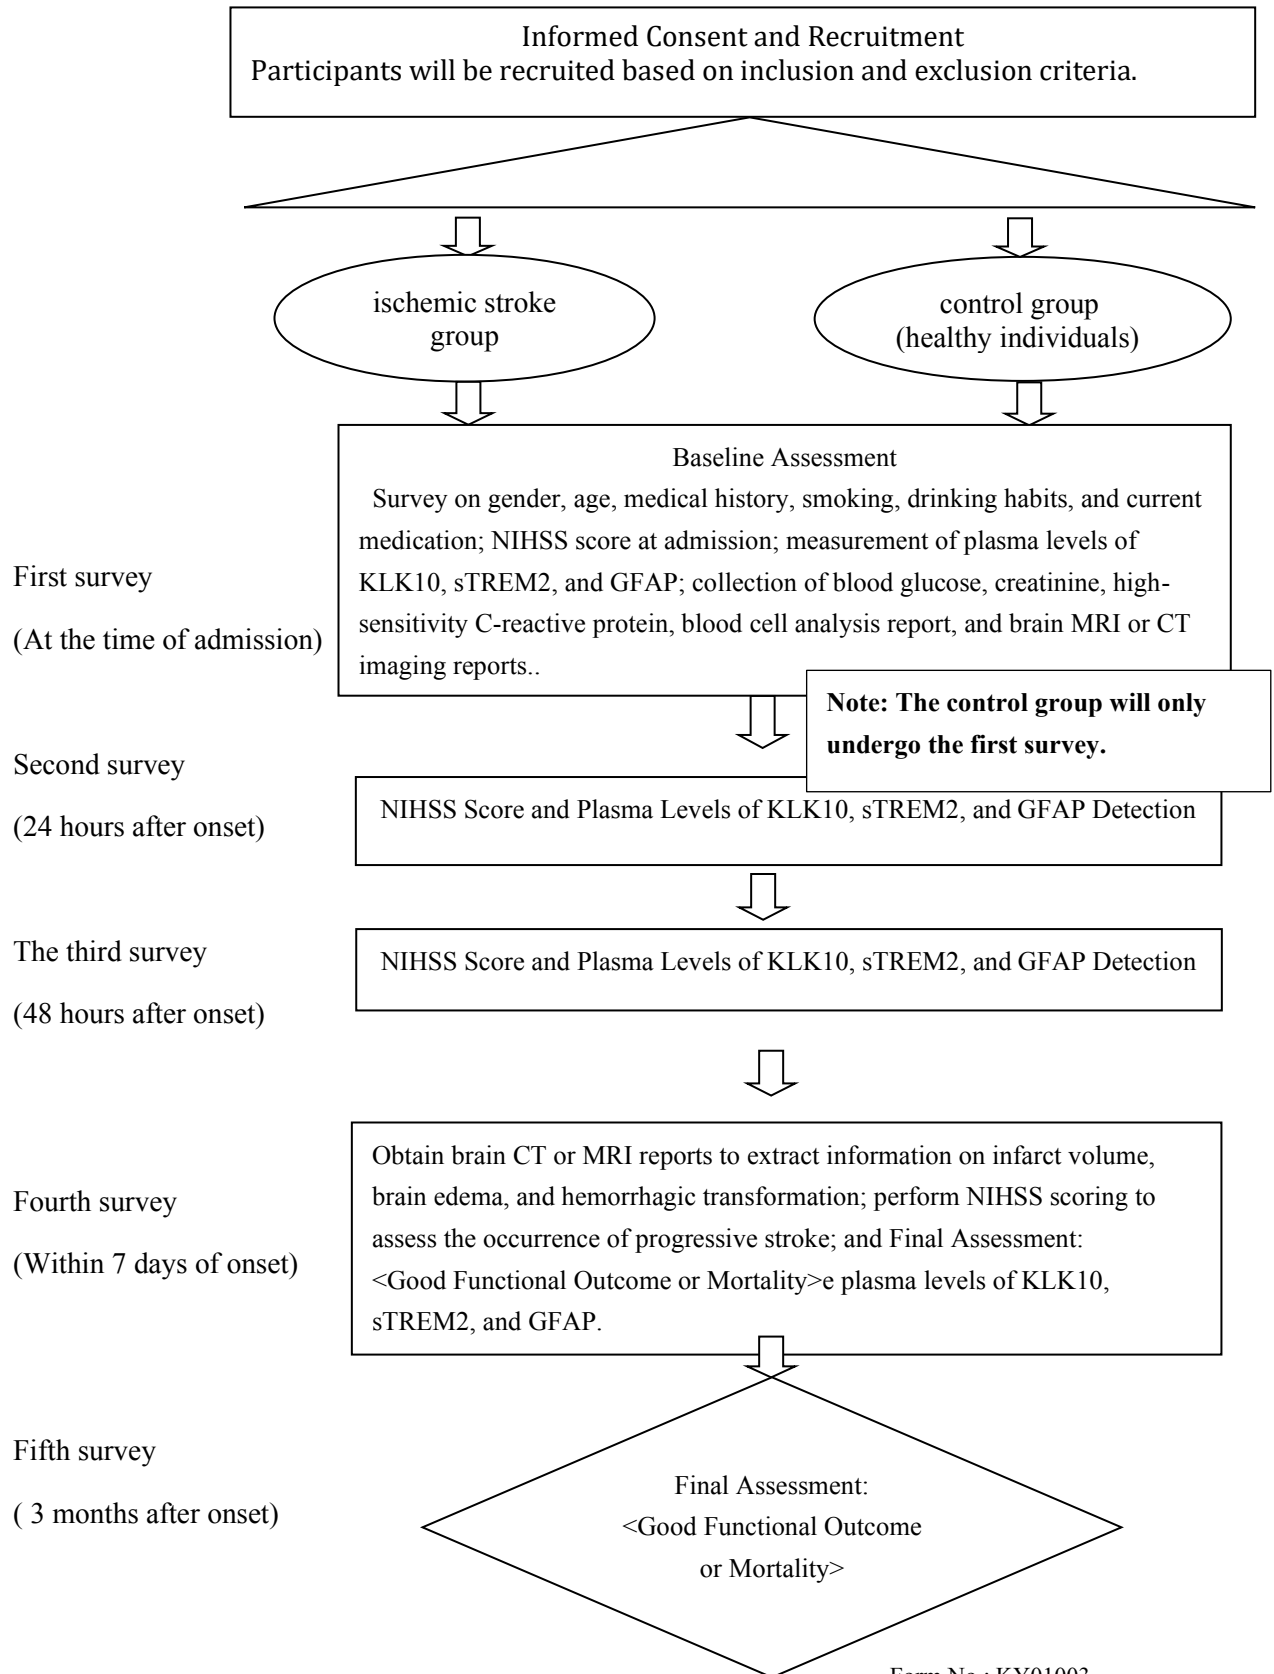 Informed Consent and Recruitment
Participants will be recruited based on inclusion and exclusion criteria.
ischemic stroke
group
control group
(healthy individuals)
First survey
(At the time of admission)
Baseline Assessment
Survey on gender, age, medical history, smoking, drinking habits, and current
medication; NIHSS score at admission; measurement of plasma levels of
KLK10, sTREM2, and GFAP; collection of blood glucose, creatinine, high-
sensitivity C-reactive protein, blood cell analysis report, and brain MRI or CT
imaging reports..
Note: The control group will only
undergo the first survey.
Second survey
(24 hours after onset)
NIHSS Score and Plasma Levels of KLK10, sTREM2, and GFAP Detection
The third survey
(48 hours after onset)
NIHSS Score and Plasma Levels of KLK10, sTREM2, and GFAP Detection
Fourth survey
(Within 7 days of onset)
Obtain brain CT or MRI reports to extract information on infarct volume,
brain edema, and hemorrhagic transformation; perform NIHSS scoring to
assess the occurrence of progressive stroke; and Final Assessment:
<Good Functional Outcome or Mortality>e plasma levels of KLK10,
sTREM2, and GFAP.
Fifth survey
( 3 months after onset)
Final Assessment:
<Good Functional Outcome
or Mortality>
Form No.: KY01003